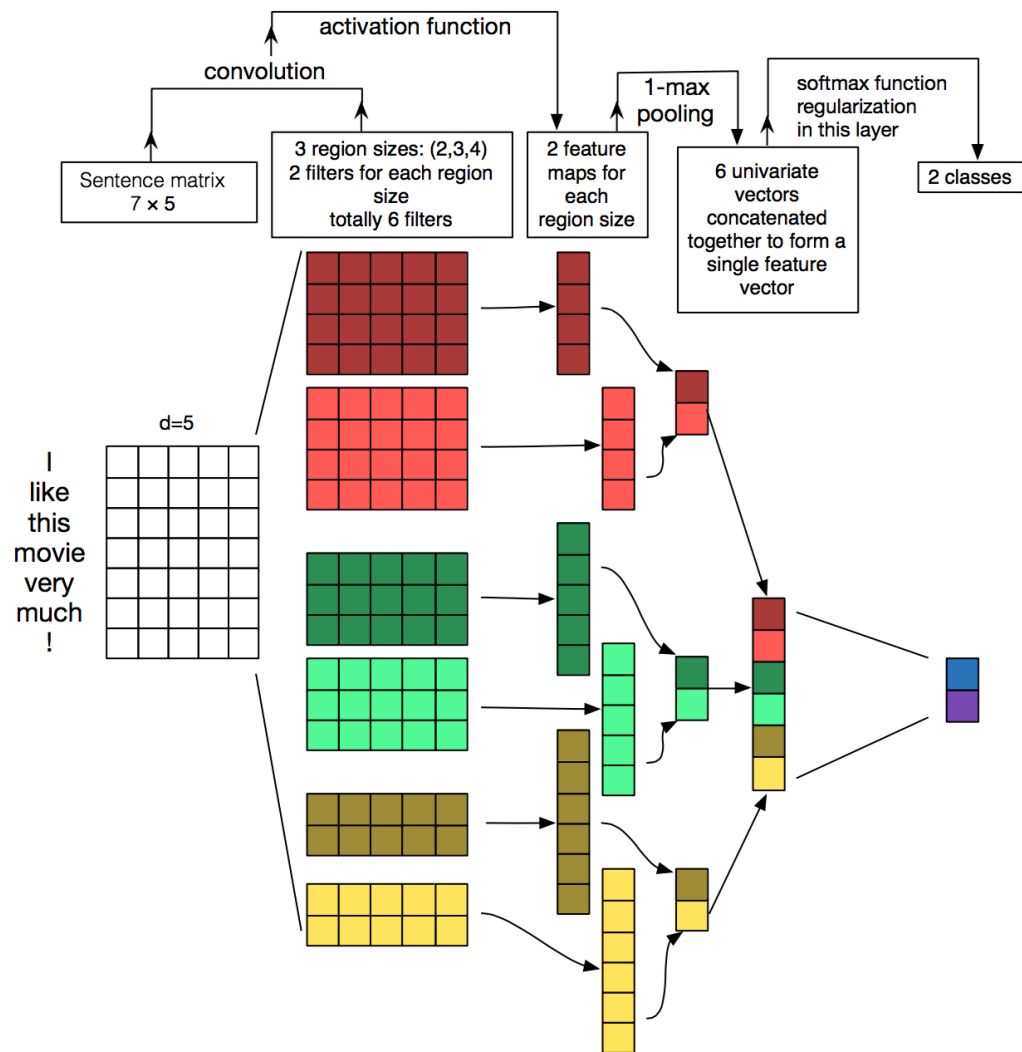 activation function
convolution
1-max
pooling
softmax function
regularization
in this layer
Sentence matrix
7 × 5
3 region sizes: (2,3,4)
2 filters for each region
size
totally 6 filters
2 feature
maps for
each
region size
6 univariate
vectors
concatenated
together to form a
single feature
vector
2 classes
d=5
I
like
this
movie
very
much
!